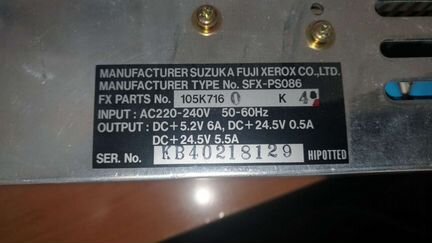 MANUFACTURER SUZUKA FUJI XEROX CO., LTD.
MANUFACTURER TYPE No. SFX-PS086
FX PARTS No. 105K716 0 K 4
INPUT : AC220-240V 50-60Hz
OUTPUT : DC+5.2V 6A, DC+24.5V 0.5A
DC+24.5V 5.5A
SER. No. KB40218129 HIPOTTED